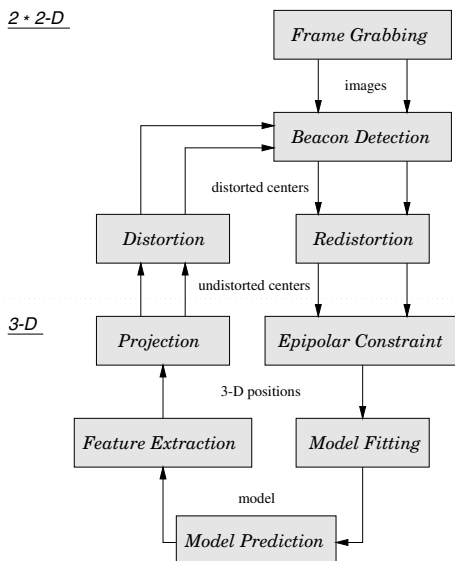 2 * 2-D
Frame Grabbing
images
Beacon Detection
distorted centers
Distortion
Redistortion
undistorted centers
3-D
Projection
Epipolar Constraint
3-D positions
Feature Extraction
Model Fitting
model
Model Prediction